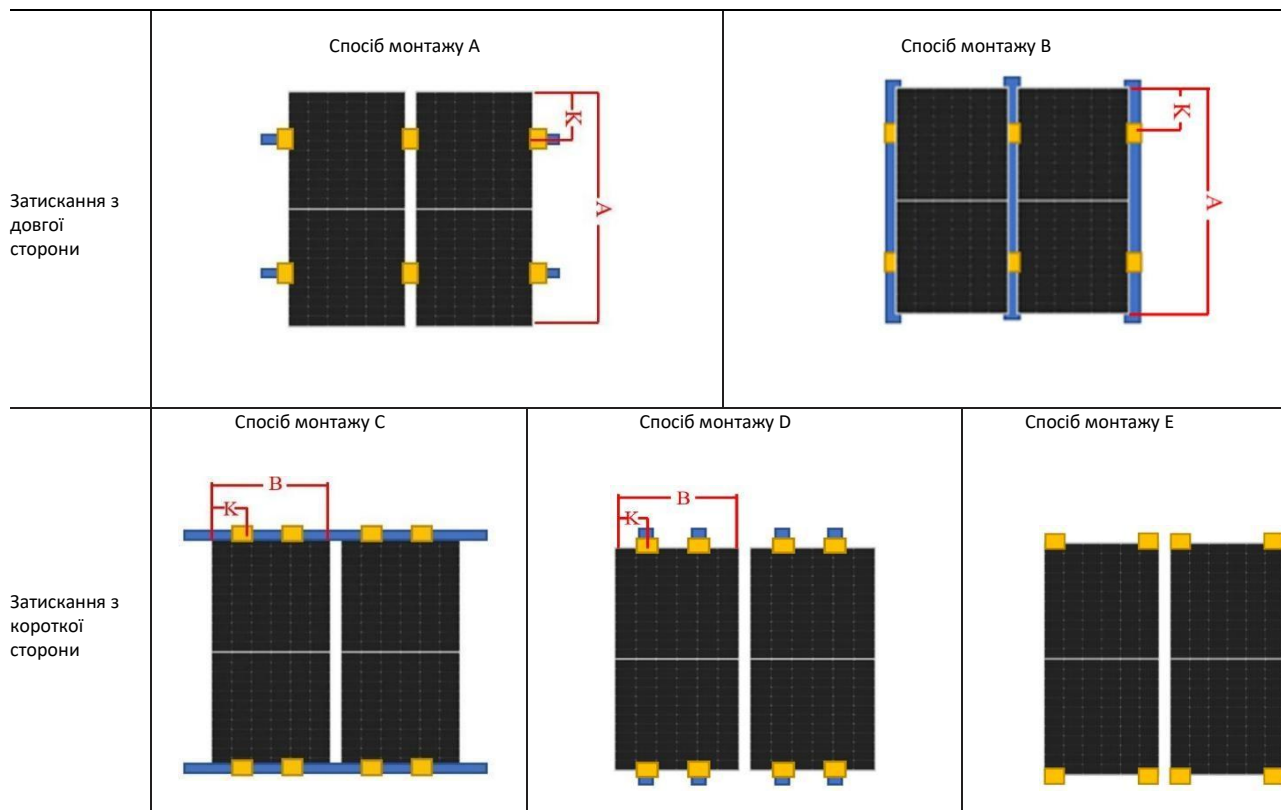 Спосіб монтажу A
Спосіб монтажу B
K
A
K
A
Затискання з
довгої
сторони
Спосіб монтажу C
Спосіб монтажу D
Спосіб монтажу E
B
K
B
K
Затискання з
короткої
сторони